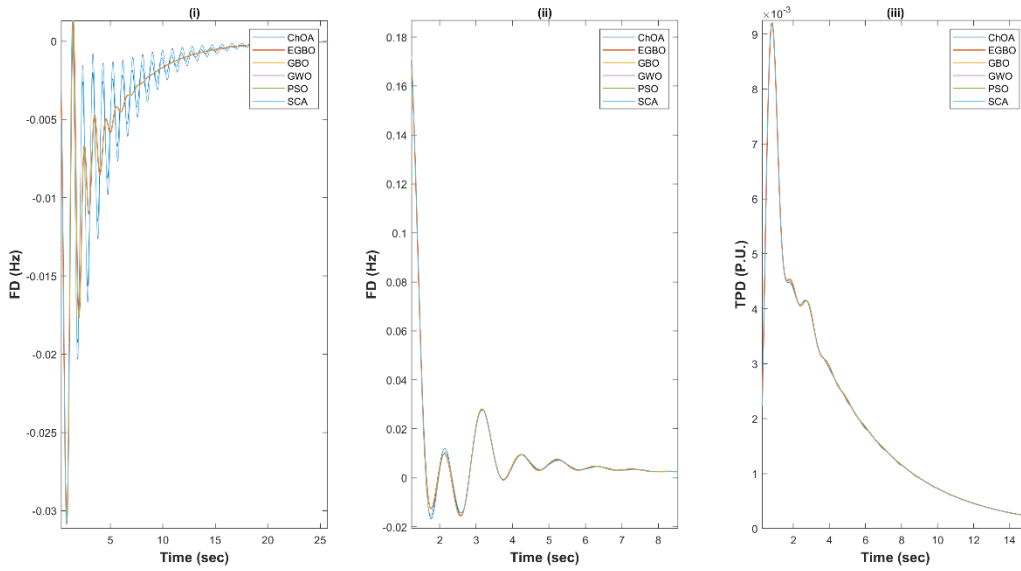 (i)
ChOA
EGBO
GBO
GWO
PSO
SCA
0
-0.005
-0.01
-0.015
-0.02
-0.025
-0.03
FD (Hz)
5 10 15 20 25
Time (sec)
(ii)
ChOA
EGBO
GBO
GWO
PSO
SCA
0.18
0.16
0.14
0.12
0.1
0.08
0.06
0.04
0.02
0
-0.02
FD (Hz)
2 3 4 5 6 7 8
Time (sec)
(iii)
×10⁻³
ChOA
EGBO
GBO
GWO
PSO
SCA
9
8
7
6
5
4
3
2
1
TPD (P.U.)
2 4 6 8 10 12 14
Time (sec)